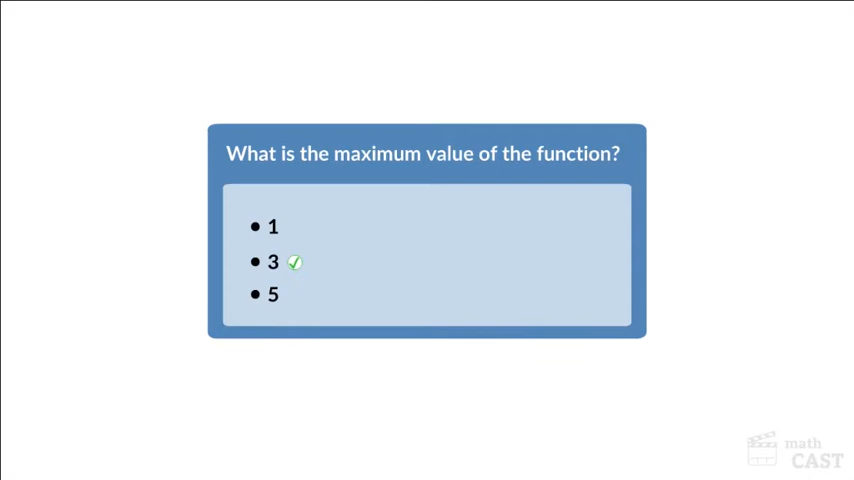 What is the maximum value of the function?
• 1
• 3
• 5
math
CAST